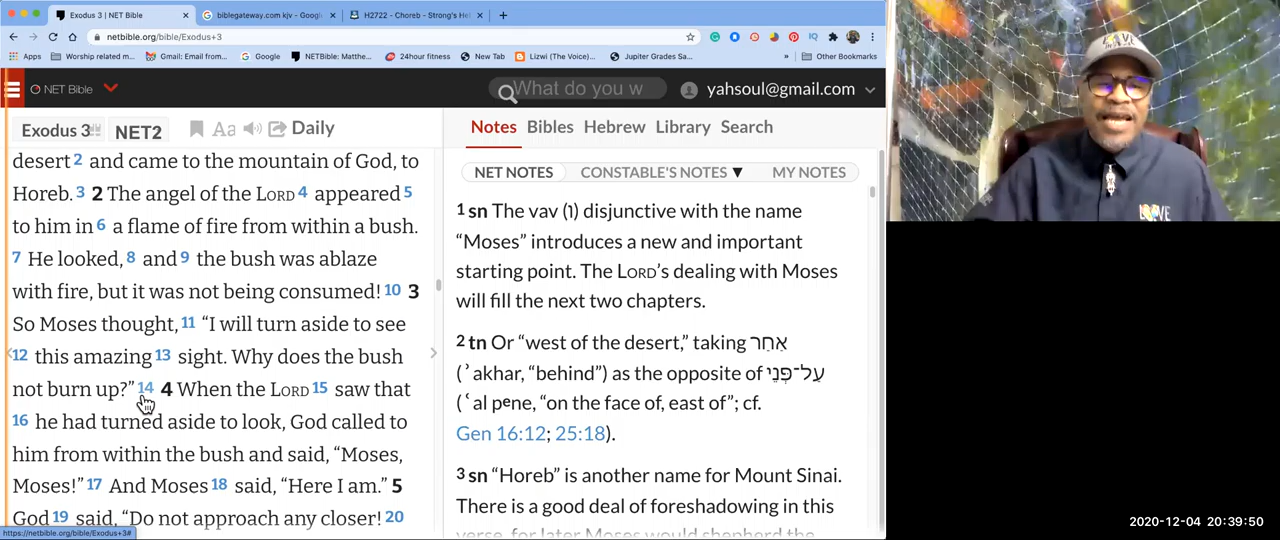 Exodus 3 | NET Bible
biblegateway.com kjv - Googl
H2722 - Choreb - Strong's He
netbible.org/bible/Exodus+3
Apps
Worship related m...
Gmail: Email from...
Google
NETBible: Matthe...
24hour fitness
New Tab
Lizwi (The Voice)...
Jupiter Grades Sa...
»
Other Bookmarks
NET Bible
What do you w
yahsoul@gmail.com
Exodus 3
NET2
Aa
Daily
desert 2 and came to the mountain of God, to
Horeb. 3 2 The angel of the LORD 4 appeared 5
to him in 6 a flame of fire from within a bush.
7 He looked, 8 and 9 the bush was ablaze
with fire, but it was not being consumed! 10 3
So Moses thought, 11 “I will turn aside to see
12 this amazing 13 sight. Why does the bush
not burn up?” 14 4 When the LORD 15 saw that
16 he had turned aside to look, God called to
him from within the bush and said, “Moses,
Moses!” 17 And Moses 18 said, “Here I am.” 5
God 19 said, “Do not approach any closer! 20
https://netbible.org/bible/Exodus+3#
Notes Bibles Hebrew Library Search
NET NOTES CONSTABLE'S NOTES ▼ MY NOTES
1 sn The vav (ו) disjunctive with the name
“Moses” introduces a new and important
starting point. The LORD’s dealing with Moses
will fill the next two chapters.
2 tn Or “west of the desert,” taking אַחַר
(ʾakhar, “behind”) as the opposite of עַל־פְּנֵי
(ʿal pene, “on the face of, east of”; cf.
Gen 16:12; 25:18).
3 sn “Horeb” is another name for Mount Sinai.
There is a good deal of foreshadowing in this
verse, for later Moses would shepherd the
LOVE
2020-12-04 20:39:50